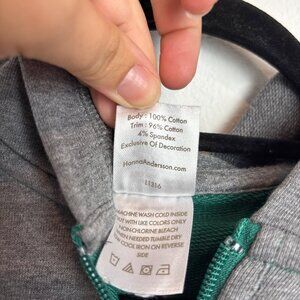 Body : 100% Cotton
Trim : 96% Cotton
4% Spandex
Exclusive Of Decoration
HannaAndersson.com
L1316
MACHINE WASH COLD INSIDE
OUT WITH LIKE COLORS ONLY
NON-CHLORINE BLEACH
WHEN NEEDED TUMBLE DRY
COOL IRON ON REVERSE
SIDE